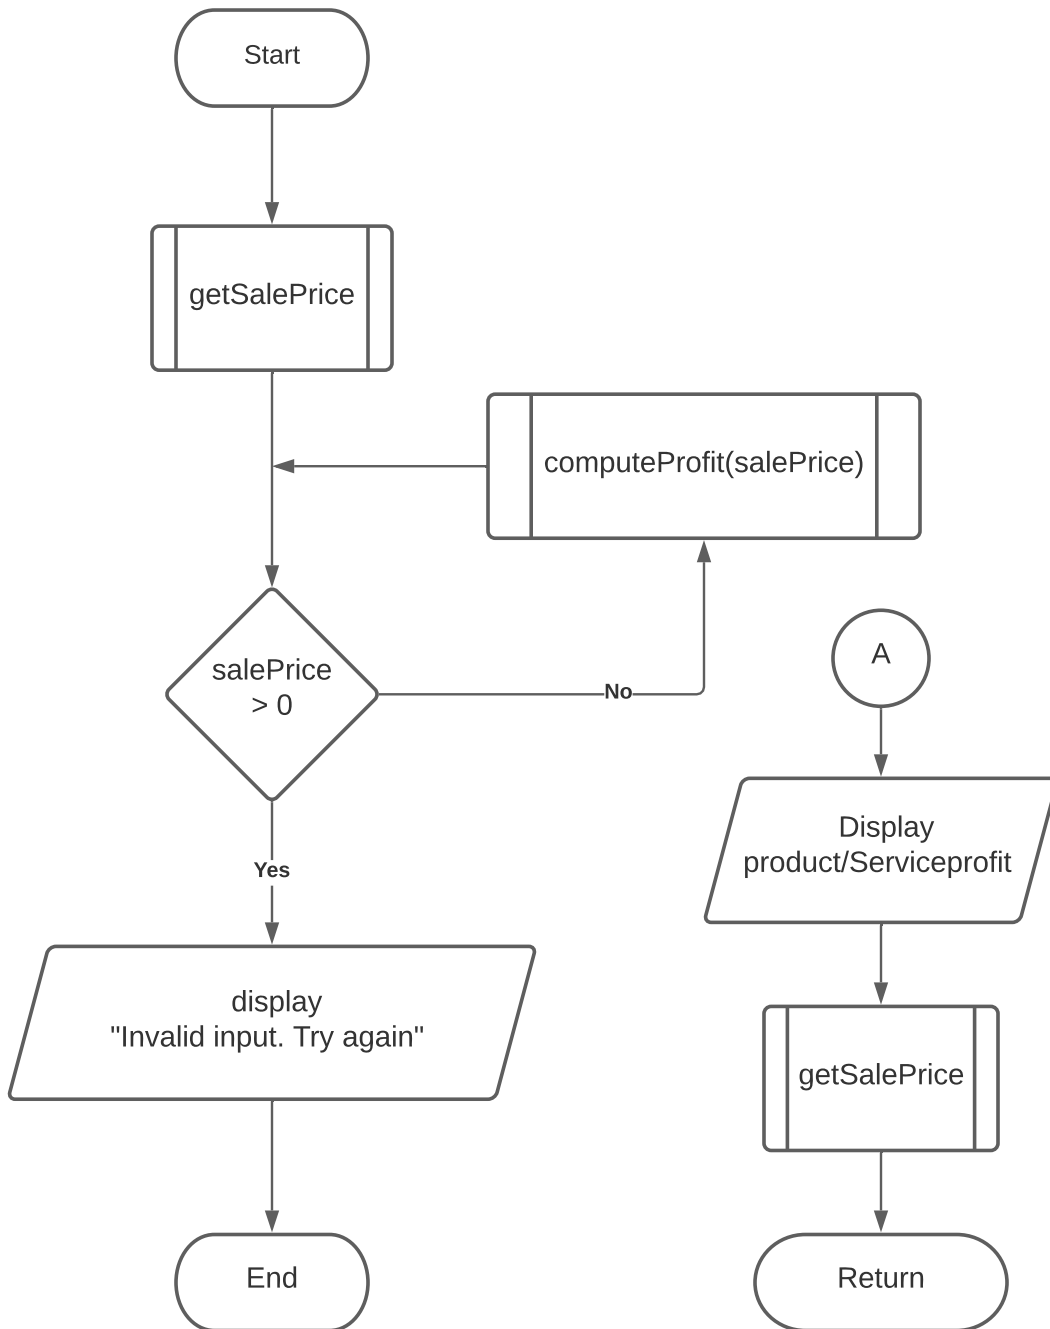 Start
getSalePrice
computeProfit(salePrice)
salePrice
> 0
No
Yes
display
"Invalid input. Try again"
End
A
Display
product/Serviceprofit
getSalePrice
Return